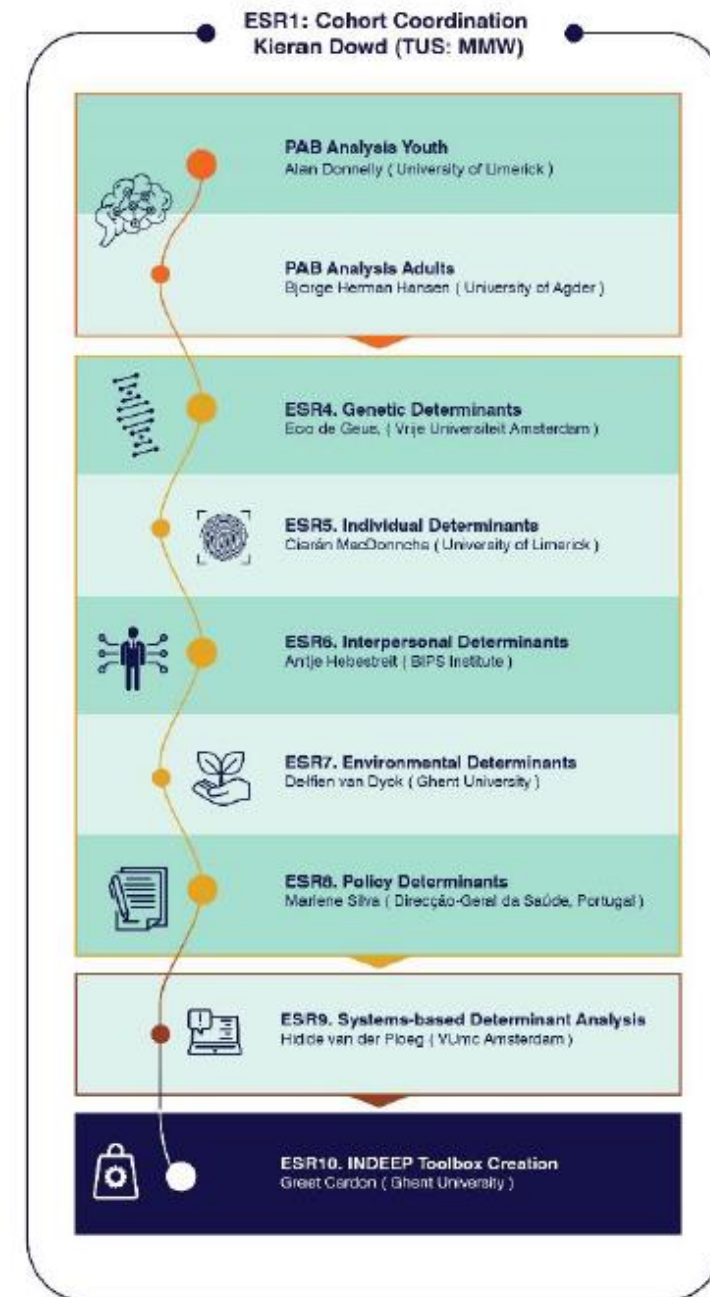 ESR1: Cohort Coordination
Kieran Dowd (TUS: MMW)
PAB Analysis Youth
Alan Donnelly ( University of Limerick )
PAB Analysis Adults
Bjorge Herman Hansen ( University of Agder )
ESR4. Genetic Determinants
Eco de Geus, ( Vrije Universiteit Amsterdam )
ESR5. Individual Determinants
Ciarán MacDonncha ( University of Limerick )
ESR6. Interpersonal Determinants
Antje Hebestreit ( BIPS Institute )
ESR7. Environmental Determinants
Delfien van Dyck ( Ghent University )
ESR8. Policy Determinants
Marlene Silva ( Direcção-Geral da Saúde, Portugal )
ESR9. Systems-based Determinant Analysis
Hidde van der Ploeg ( VUmc Amsterdam )
ESR10. INDEEP Toolbox Creation
Greet Cardon ( Ghent University )